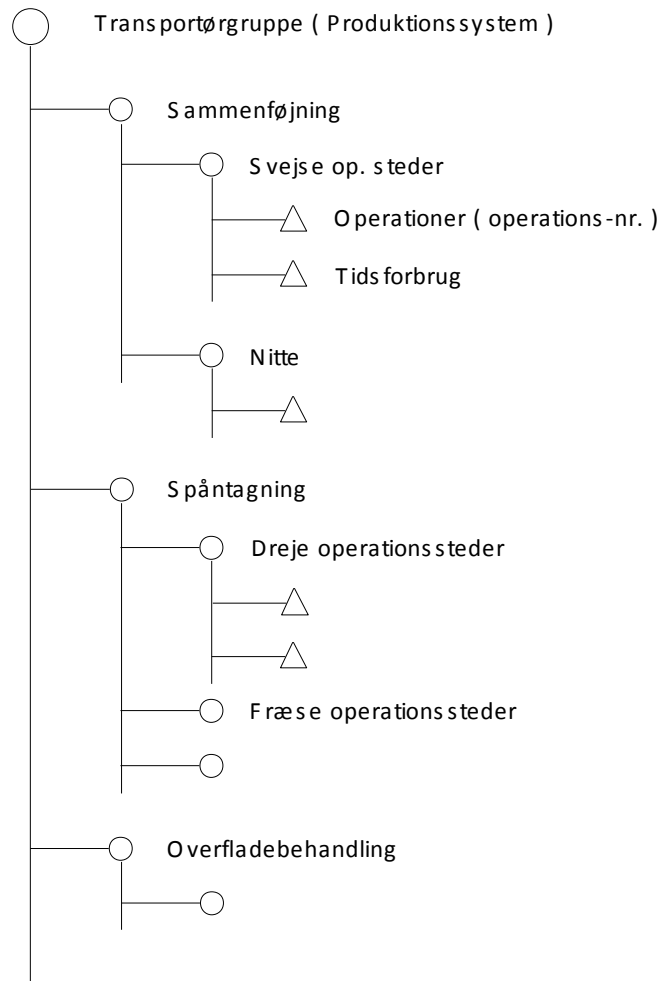 Transportørgruppe ( Produktionssystem )
Sammenføjning
Svejse op. steder
Operationer ( operations-nr. )
Tidsforbrug
Nitte
Spåntagning
Dreje operationssteder
Fræse operationssteder
Overfladebehandling